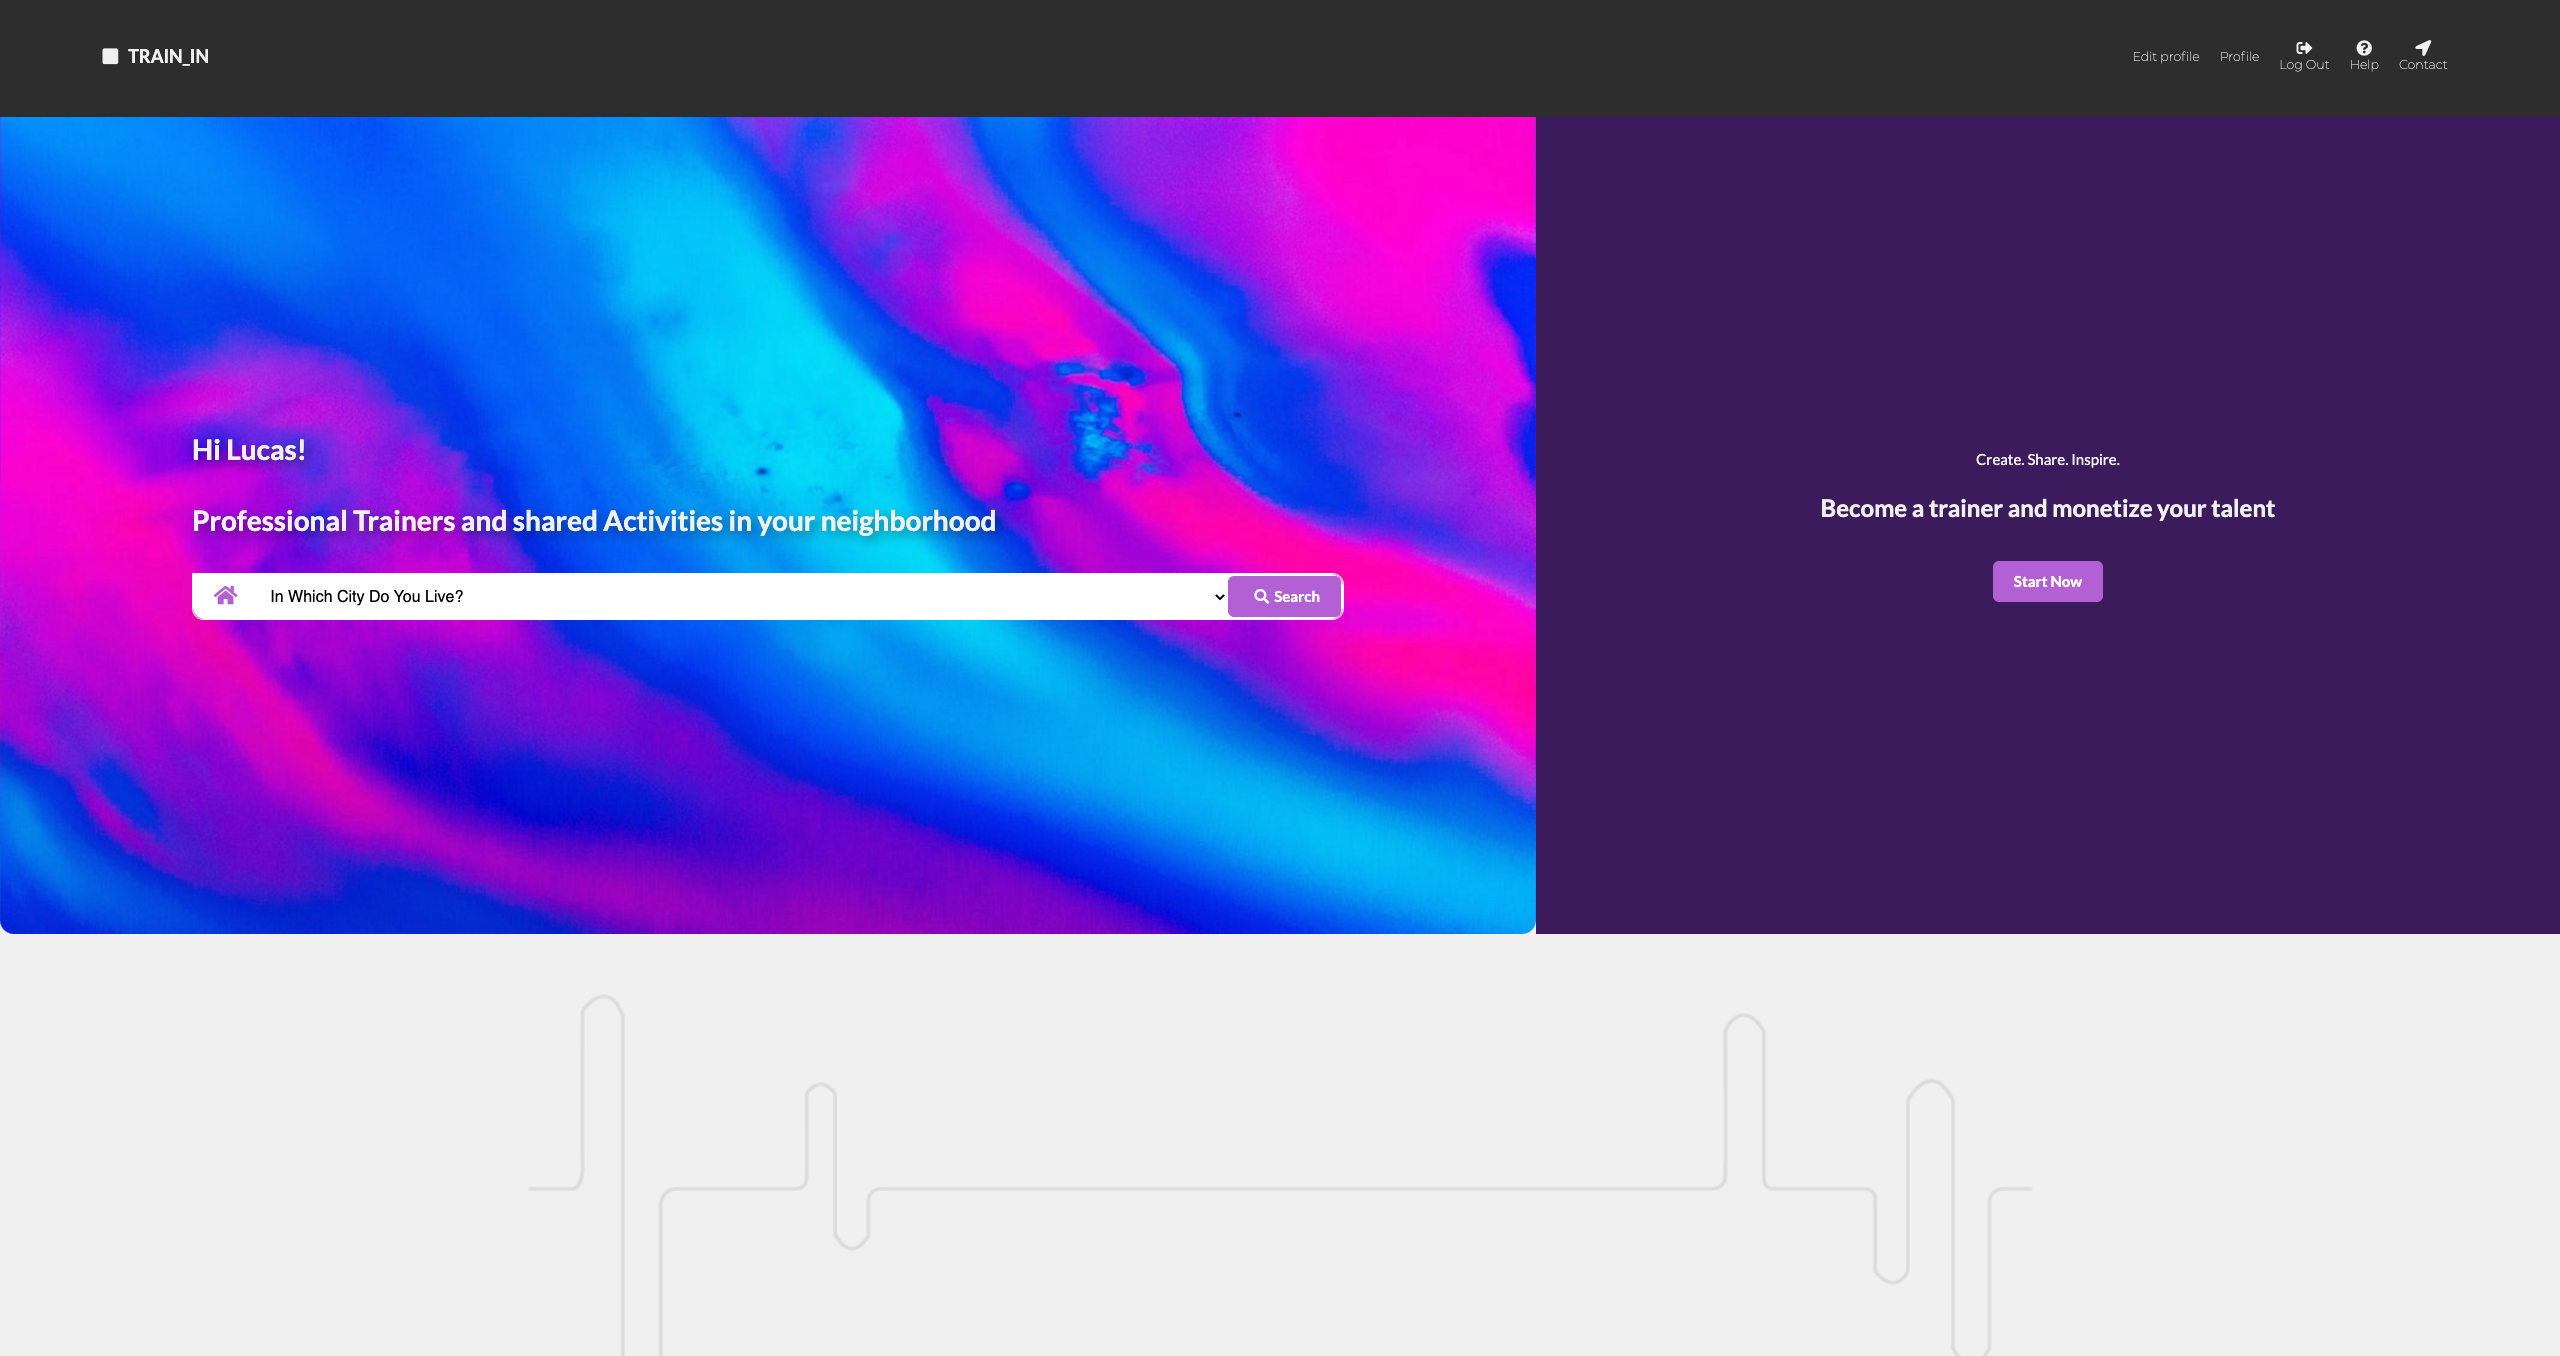 TRAIN_IN
Edit profile
Profile
Log Out
Help
Contact
Hi Lucas!
Professional Trainers and shared Activities in your neighborhood
In Which City Do You Live?
Search
Create. Share. Inspire.
Become a trainer and monetize your talent
Start Now